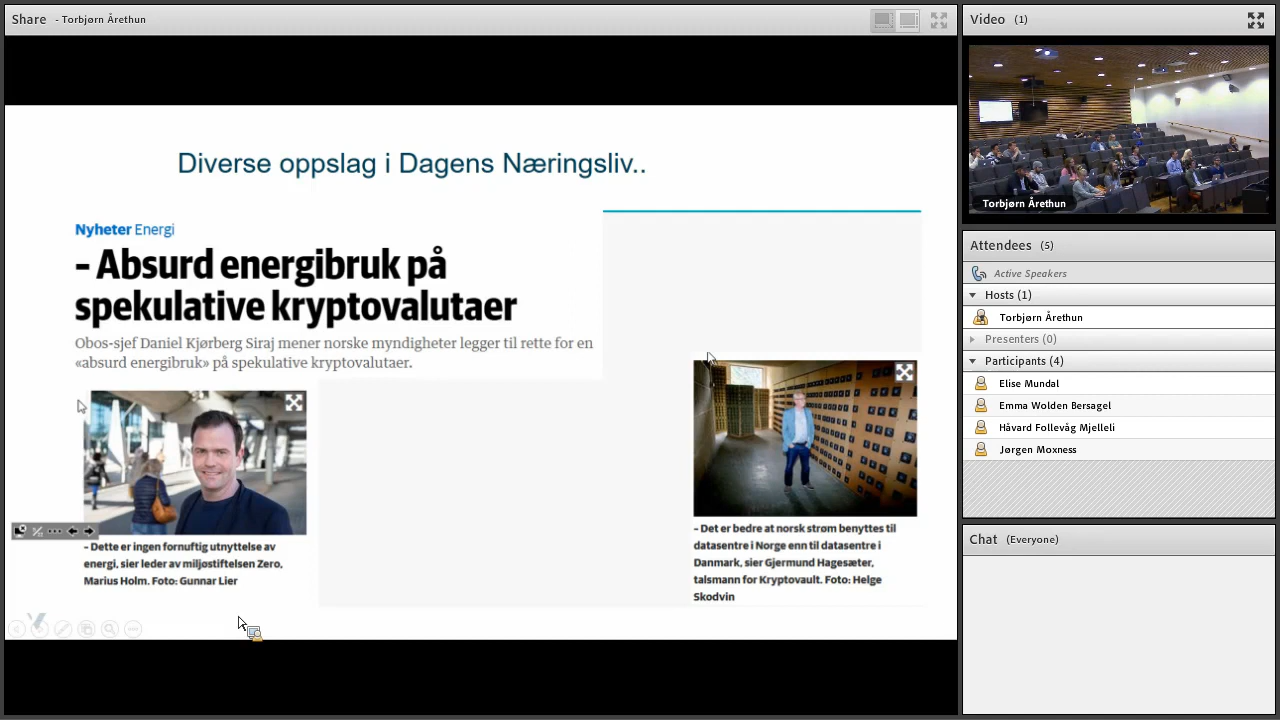 Share - Torbjørn Årethun
Diverse oppslag i Dagens Næringsliv..
Nyheter Energi
– Absurd energibruk på
spekulative kryptovalutaer
Obos-sjef Daniel Kjørberg Siraj mener norske myndigheter legger til rette for en
«absurd energibruk» på spekulative kryptovalutaer.
– Dette er ingen fornuftig utnyttelse av
energi, sier leder av miljøstiftelsen Zero,
Marius Holm. Foto: Gunnar Lier
– Det er bedre at norsk strøm benyttes til
datasentre i Norge enn til datasentre i
Danmark, sier Gjermund Hagesæter,
talsmann for Kryptovault. Foto: Helge
Skodvin
Video (1)
Torbjørn Årethun
Attendees (5)
Active Speakers
Hosts (1)
Torbjørn Årethun
Presenters (0)
Participants (4)
Elise Mundal
Emma Wolden Bersagel
Håvard Follevåg Mjelleli
Jørgen Moxness
Chat (Everyone)